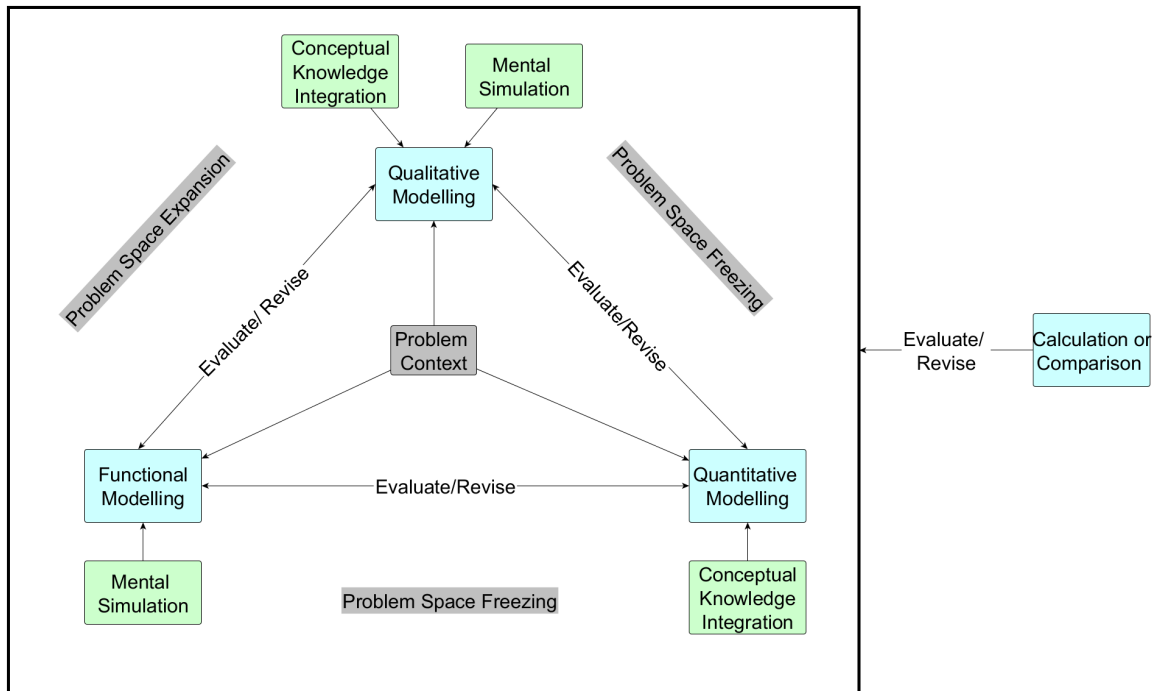 Conceptual
Knowledge
Integration
Mental
Simulation
Qualitative
Modelling
Problem Space Expansion
Problem Space Freezing
Evaluate/ Revise
Evaluate/Revise
Problem
Context
Evaluate/
Revise
Calculation or
Comparison
Functional
Modelling
Evaluate/Revise
Quantitative
Modelling
Mental
Simulation
Problem Space Freezing
Conceptual
Knowledge
Integration